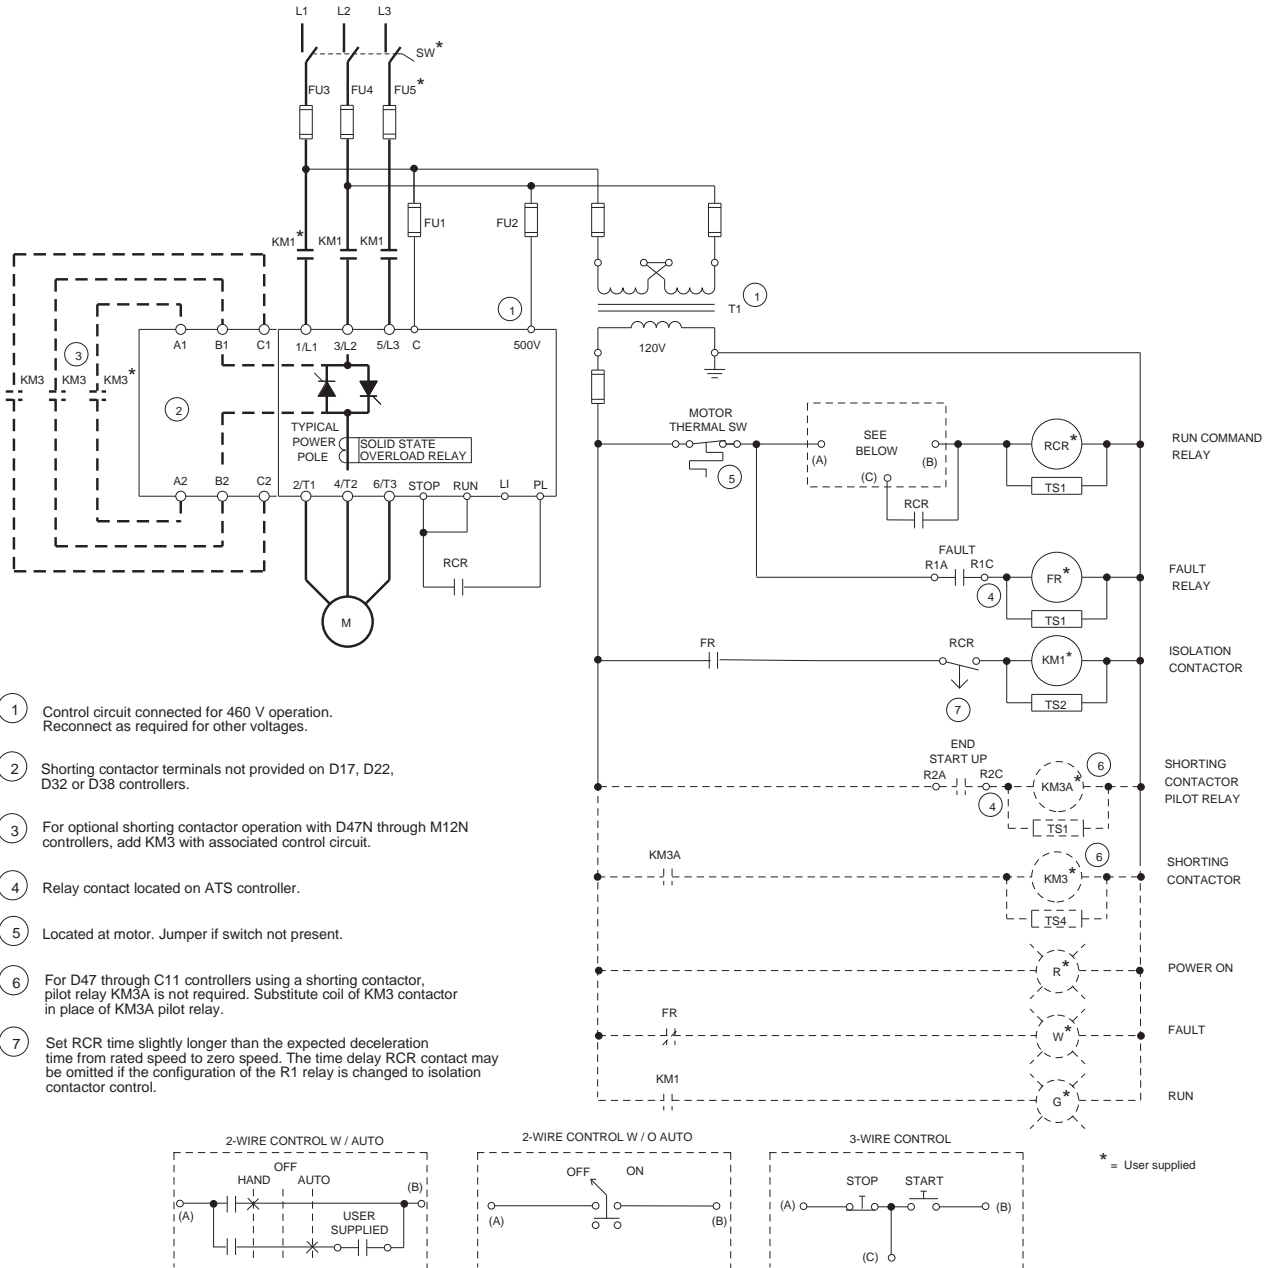 L1 L2 L3
SW*
FU3 FU4 FU5*
FU1 FU2
KM1* KM1 KM1
1
T1 1
A1 B1 C1 1/L1 3/L2 5/L3 C 500V
120V
3
KM3 KM3 KM3*
2
TYPICAL
POWER
POLE
SOLID STATE
OVERLOAD RELAY
A2 B2 C2 2/T1 4/T2 6/T3 STOP RUN LI PL
RCR
M
MOTOR
THERMAL SW
5
SEE
BELOW
(A) (B)
(C)
RCR
RCR*
TS1
RUN COMMAND
RELAY
FAULT
R1A R1C
4
FR*
TS1
FAULT
RELAY
FR
RCR
7
KM1*
TS2
ISOLATION
CONTACTOR
END
START UP
R2A R2C
4
KM3A*
6
TS1
SHORTING
CONTACTOR
PILOT RELAY
KM3A
KM3*
6
TS4
SHORTING
CONTACTOR
R*
POWER ON
FR
W*
FAULT
KM1
G*
RUN
1 Control circuit connected for 460 V operation.
Reconnect as required for other voltages.
2 Shorting contactor terminals not provided on D17, D22,
D32 or D38 controllers.
3 For optional shorting contactor operation with D47N through M12N
controllers, add KM3 with associated control circuit.
4 Relay contact located on ATS controller.
5 Located at motor. Jumper if switch not present.
6 For D47 through C11 controllers using a shorting contactor,
pilot relay KM3A is not required. Substitute coil of KM3 contactor
in place of KM3A pilot relay.
7 Set RCR time slightly longer than the expected deceleration
time from rated speed to zero speed. The time delay RCR contact may
be omitted if the configuration of the R1 relay is changed to isolation
contactor control.
2-WIRE CONTROL W / AUTO
OFF
HAND AUTO
(A) (B)
USER
SUPPLIED
2-WIRE CONTROL W / O AUTO
OFF ON
(A) (B)
3-WIRE CONTROL
STOP START
(A) (B)
(C)
* = User supplied